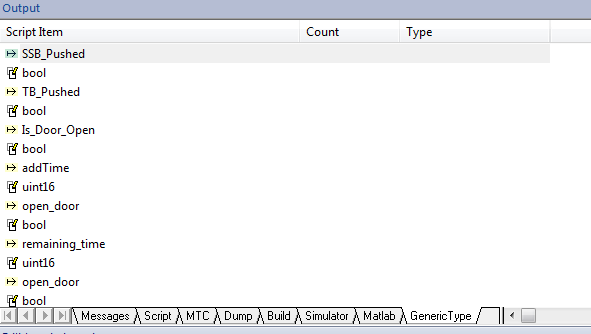 Output
Script Item Count Type
SSB_Pushed
bool
TB_Pushed
bool
Is_Door_Open
bool
addTime
uint16
open_door
bool
remaining_time
uint16
open_door
bool
Messages Script MTC Dump Build Simulator Matlab GenericType